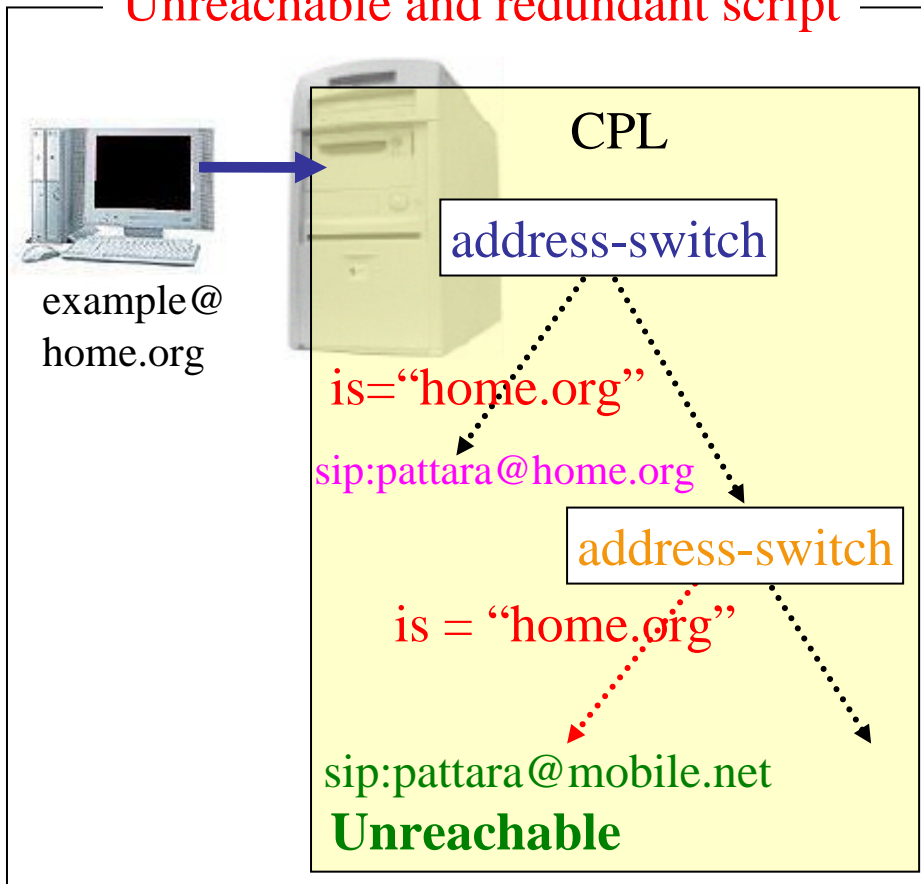 Unreachable and redundant script
CPL
address-switch
example@
home.org
is=“home.org”
sip:pattara@home.org
address-switch
is = “home.org”
sip:pattara@mobile.net
Unreachable